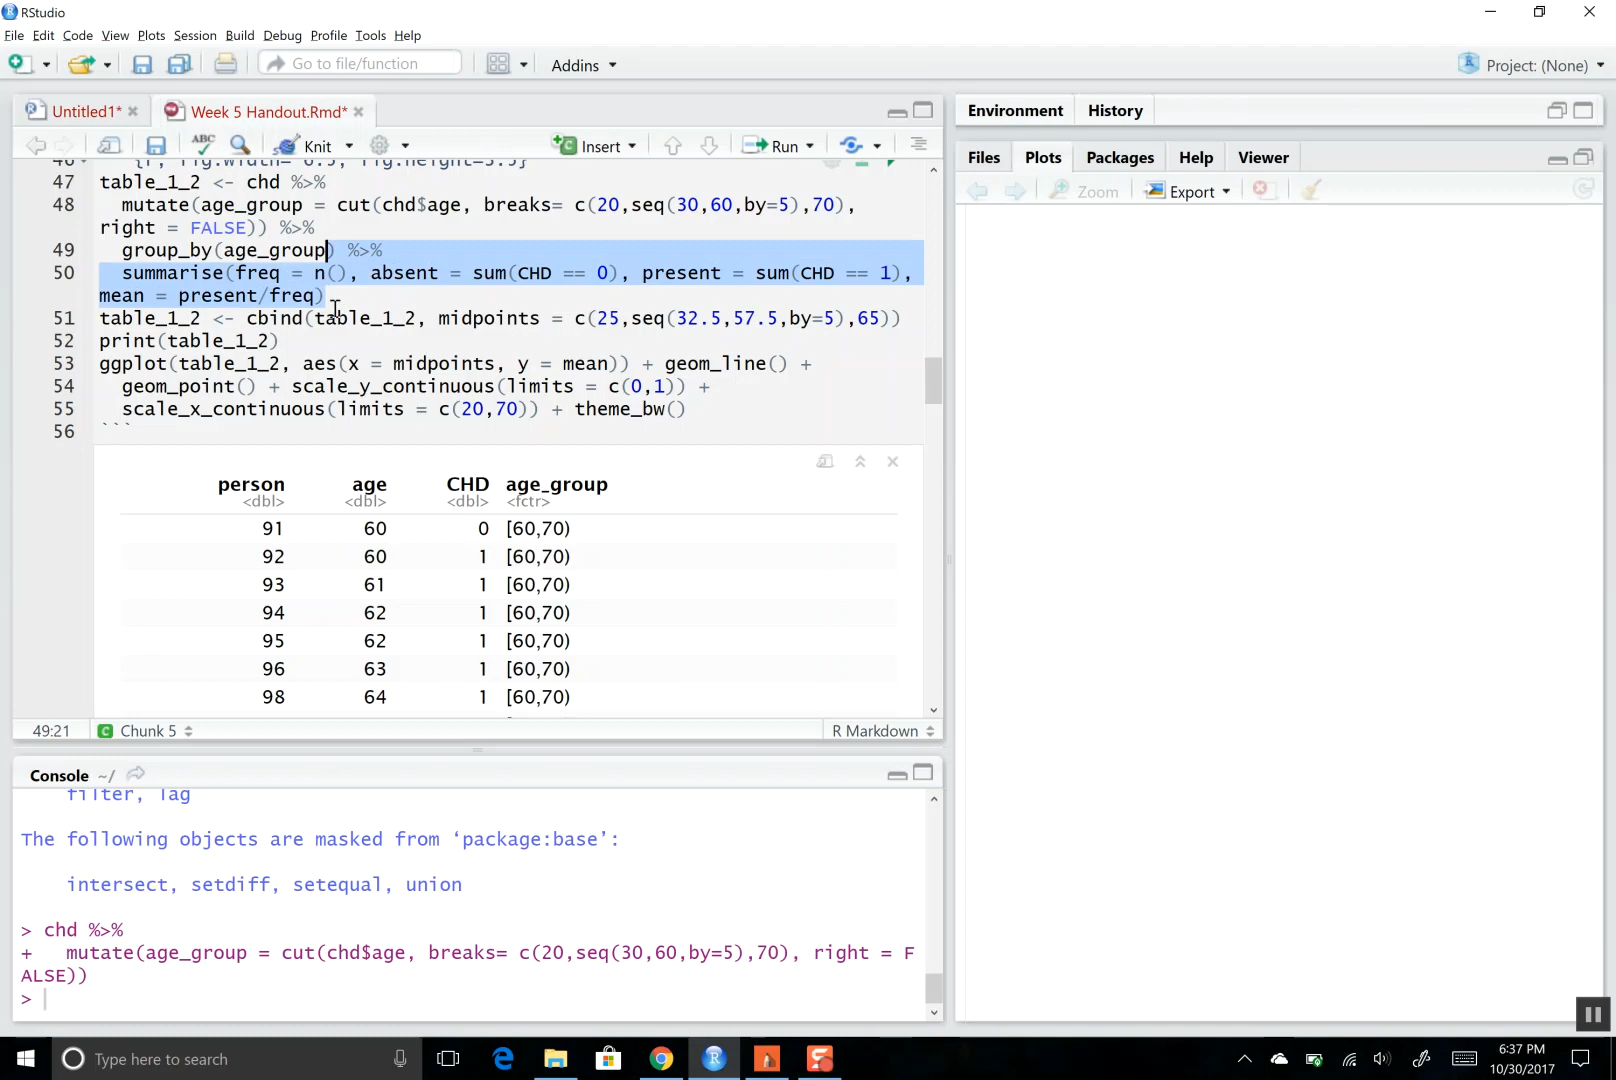 RStudio
File Edit Code View Plots Session Build Debug Profile Tools Help
Go to file/function
Addins
Project: (None)
Untitled1*
Week 5 Handout.Rmd*
ABC
Knit
Insert
Run
46 {r, fig.width= 6.5, fig.height=3.5}
47 table_1_2 <- chd %>%
48 mutate(age_group = cut(chd$age, breaks= c(20,seq(30,60,by=5),70),
right = FALSE)) %>%
49 group_by(age_group) %>%
50 summarise(freq = n(), absent = sum(CHD == 0), present = sum(CHD == 1),
mean = present/freq)
51 table_1_2 <- cbind(table_1_2, midpoints = c(25,seq(32.5,57.5,by=5),65))
52 print(table_1_2)
53 ggplot(table_1_2, aes(x = midpoints, y = mean)) + geom_line() +
54 geom_point() + scale_y_continuous(limits = c(0,1)) +
55 scale_x_continuous(limits = c(20,70)) + theme_bw()
56 ```
person age CHD age_group
<dbl> <dbl> <dbl> <fctr>
91 60 0 [60,70)
92 60 1 [60,70)
93 61 1 [60,70)
94 62 1 [60,70)
95 62 1 [60,70)
96 63 1 [60,70)
98 64 1 [60,70)
49:21
C Chunk 5
R Markdown
Console ~/
filter, lag
The following objects are masked from ‘package:base’:
intersect, setdiff, setequal, union
> chd %>%
+ mutate(age_group = cut(chd$age, breaks= c(20,seq(30,60,by=5),70), right = F
ALSE))
>
Environment History
Files Plots Packages Help Viewer
Zoom
Export
Type here to search
6:37 PM
10/30/2017